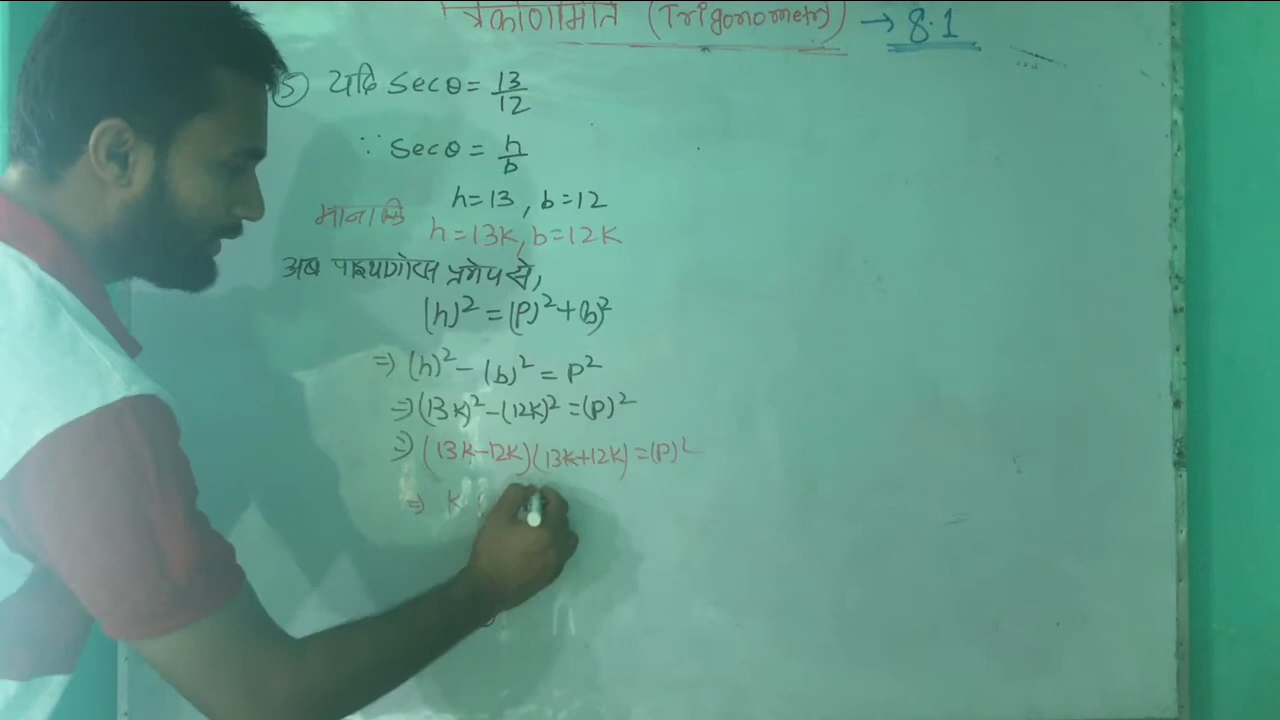 त्रिकोणमिति (Trigonometry) → 8.1
5) यदि secθ = 13/12
∵ secθ = h/b
h=13, b=12
माना कि
h=13K, b=12K
अब पाइथागोरस प्रमेय से,
(h)² = (P)² + (b)²
⇒ (h)² - (b)² = P²
⇒ (13K)² - (12K)² = (P)²
⇒ (13K-12K)(13K+12K) = (P)²
⇒ K